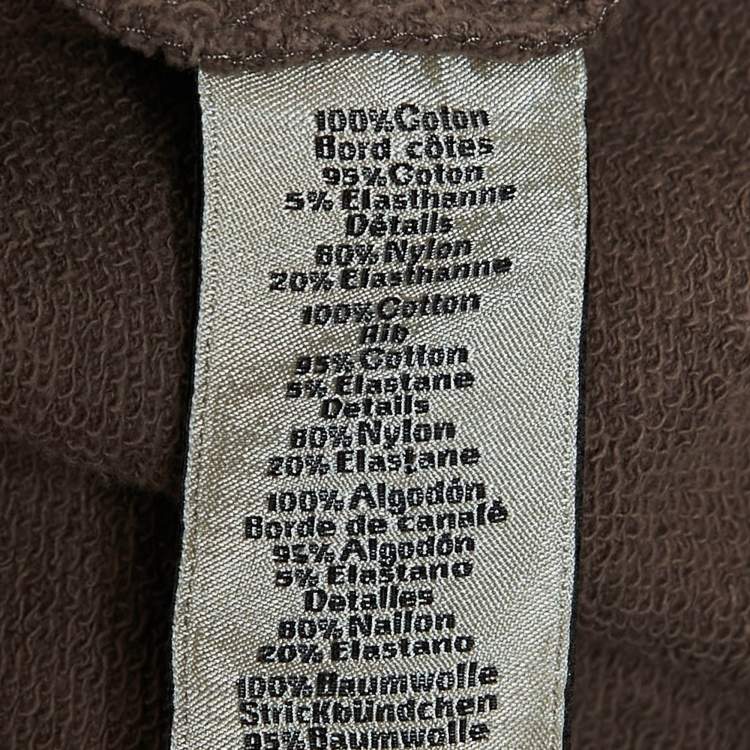 100%Coton
Bord côtes
95%Coton
5% Elasthanne
Détails
80%Nylon
20% Elasthanne
100%Cotton
Rib
95% Cotton
5% Elastane
Details
80%Nylon
20% Elastane
100% Algodón
Borde de canalé
95% Algodón
5% Elastano
Detalles
80% Nailon
20% Elastano
100%Baumwolle
Strickbündchen
95%Baumwolle